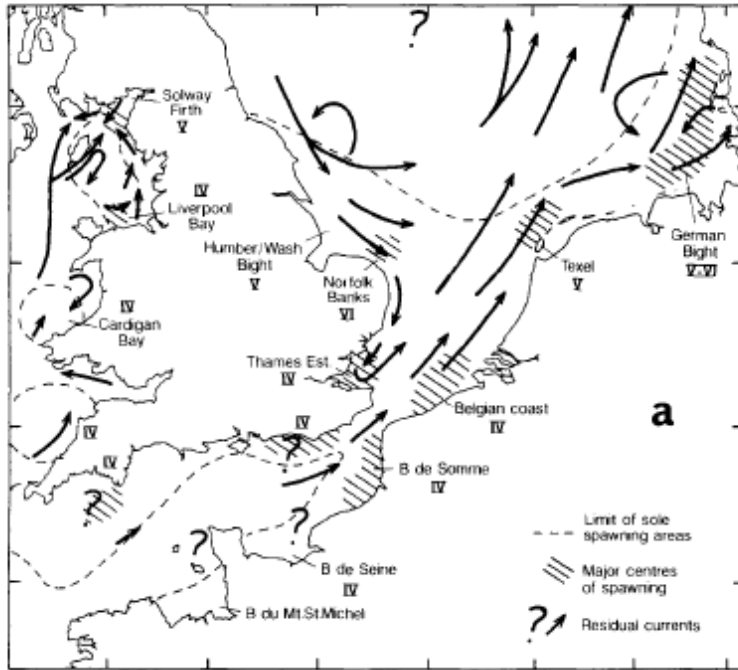 ?
Solway
Firth
V
IV
Liverpool
Bay
Humber/Wash
Bight
V
Norfolk
Banks
VI
Texel
V
German
Bight
V-VI
IV
Cardigan
Bay
Thames Est.
IV
Belgian coast
IV
a
IV
IV
IV
?
?
B de Somme
IV
?
?
B de Seine
IV
B du Mt.St.Michel
Limit of sole
spawning areas
Major centres
of spawning
? Residual currents